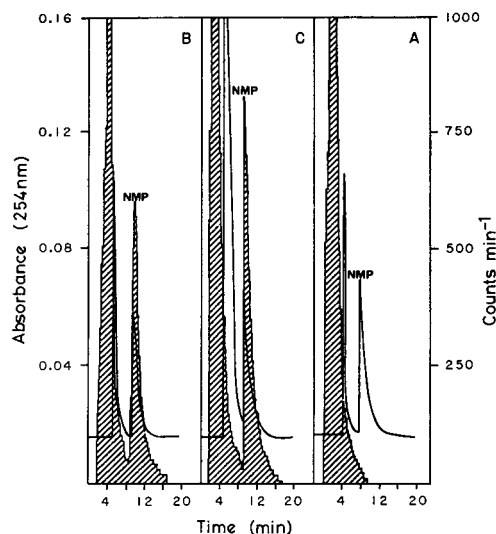 0.16
0.12
0.08
0.04
Absorbance (254nm)
B
C
A
NMP
NMP
NMP
1000
750
500
250
Counts min⁻¹
4 12 20
4 12 20
4 12 20
Time (min)